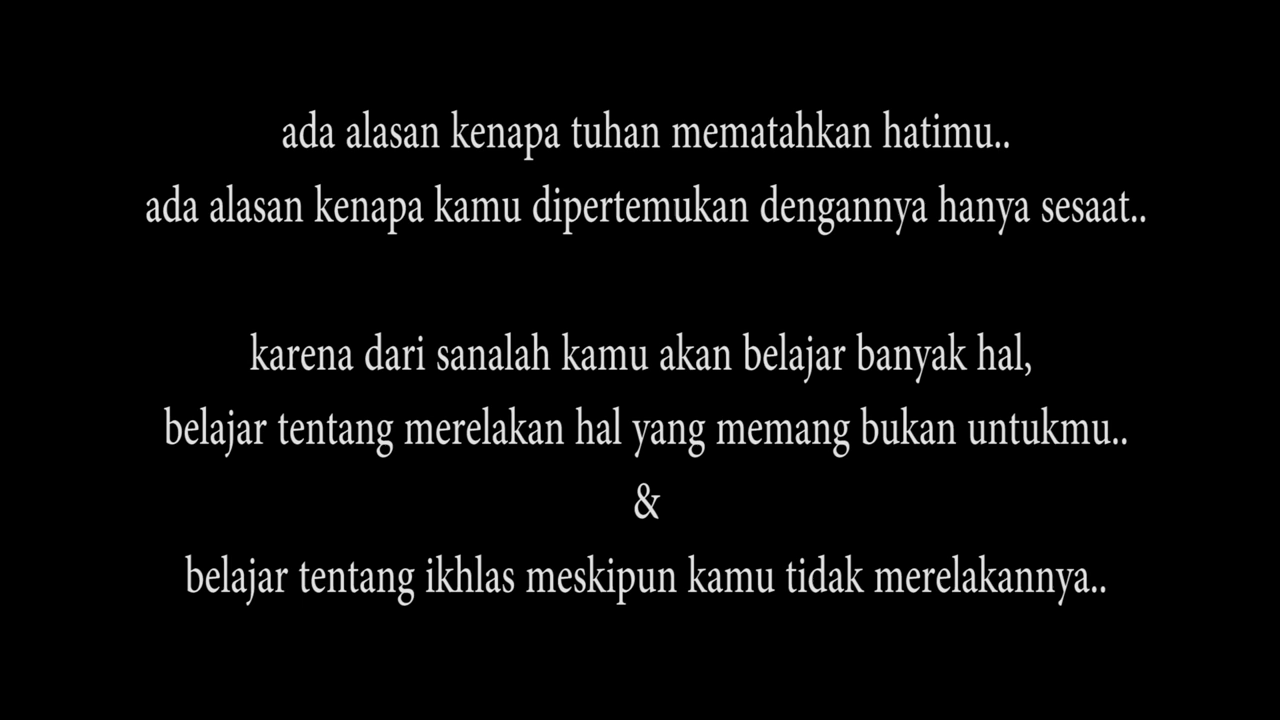 ada alasan kenapa tuhan mematahkan hatimu..
ada alasan kenapa kamu dipertemukan dengannya hanya sesaat..
karena dari sanalah kamu akan belajar banyak hal,
belajar tentang merelakan hal yang memang bukan untukmu..
&
belajar tentang ikhlas meskipun kamu tidak merelakannya..